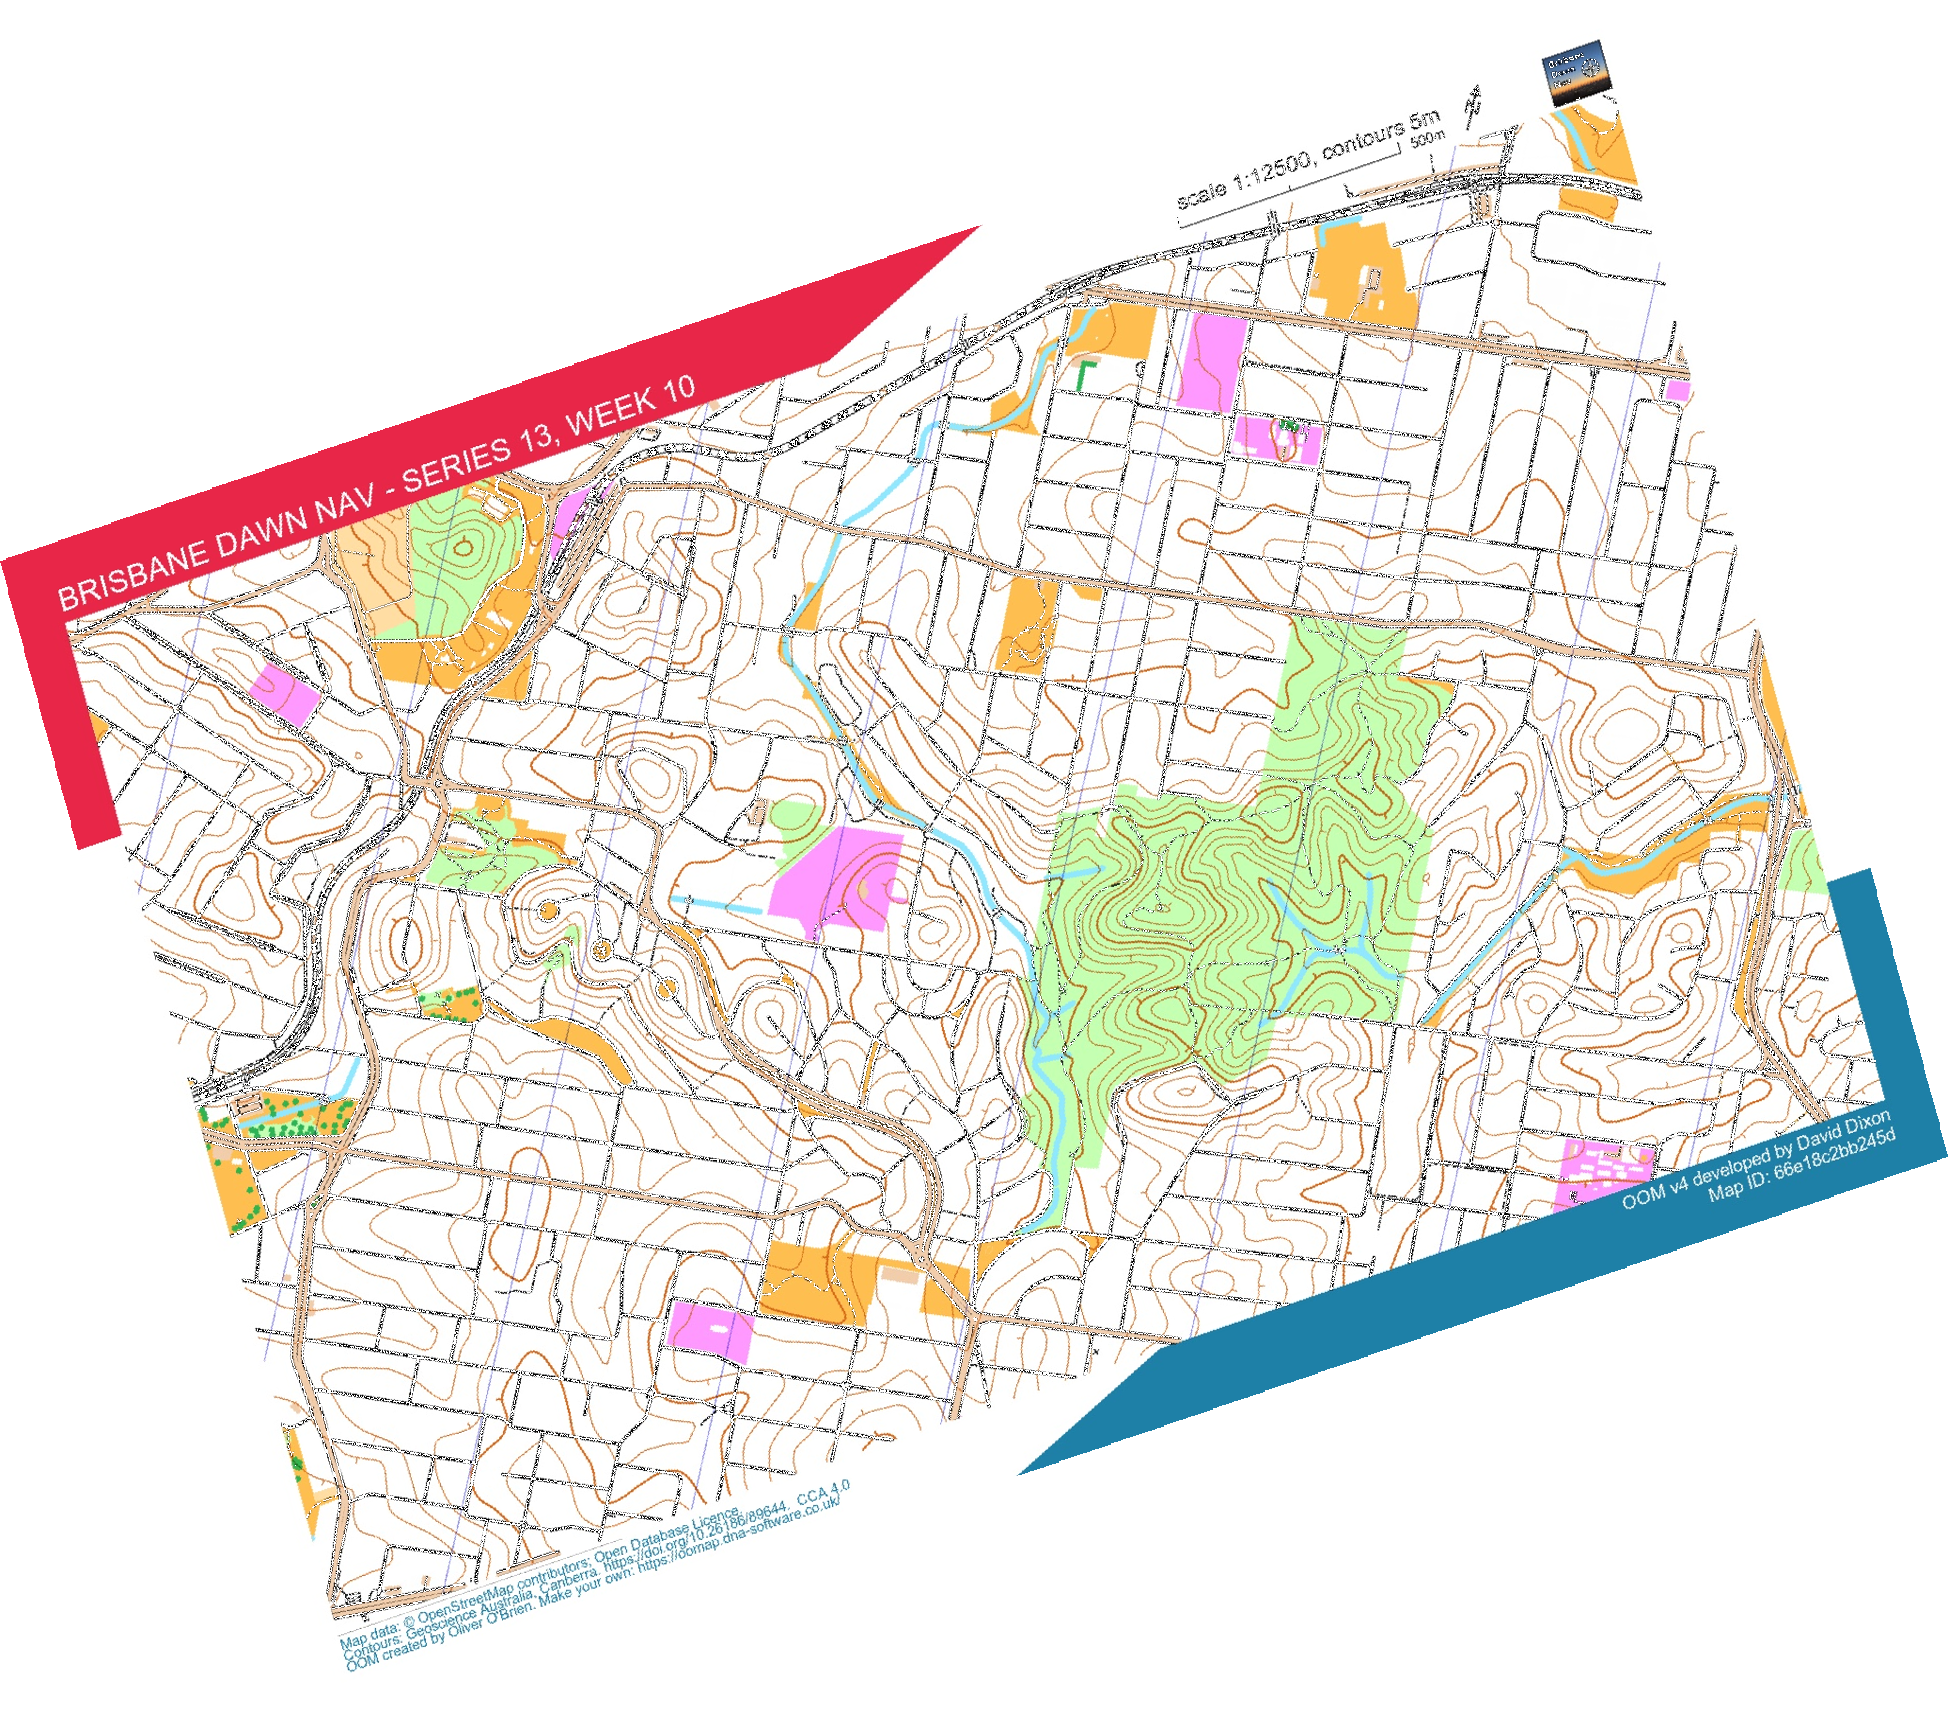 scale 1:12500, contours 5m
500m
BRISBANE DAWN NAV - SERIES 13, WEEK 10
OOM v4 developed by David Dixon
Map ID: 66e18c2bb245d
Map data: © OpenStreetMap contributors; Open Database Licence.
Contours: Geoscience Australia, Canberra. https://doi.org/10.26186/89644. CCA 4.0
OOM created by Oliver O'Brien. Make your own: https://oomap.dna-software.co.uk/